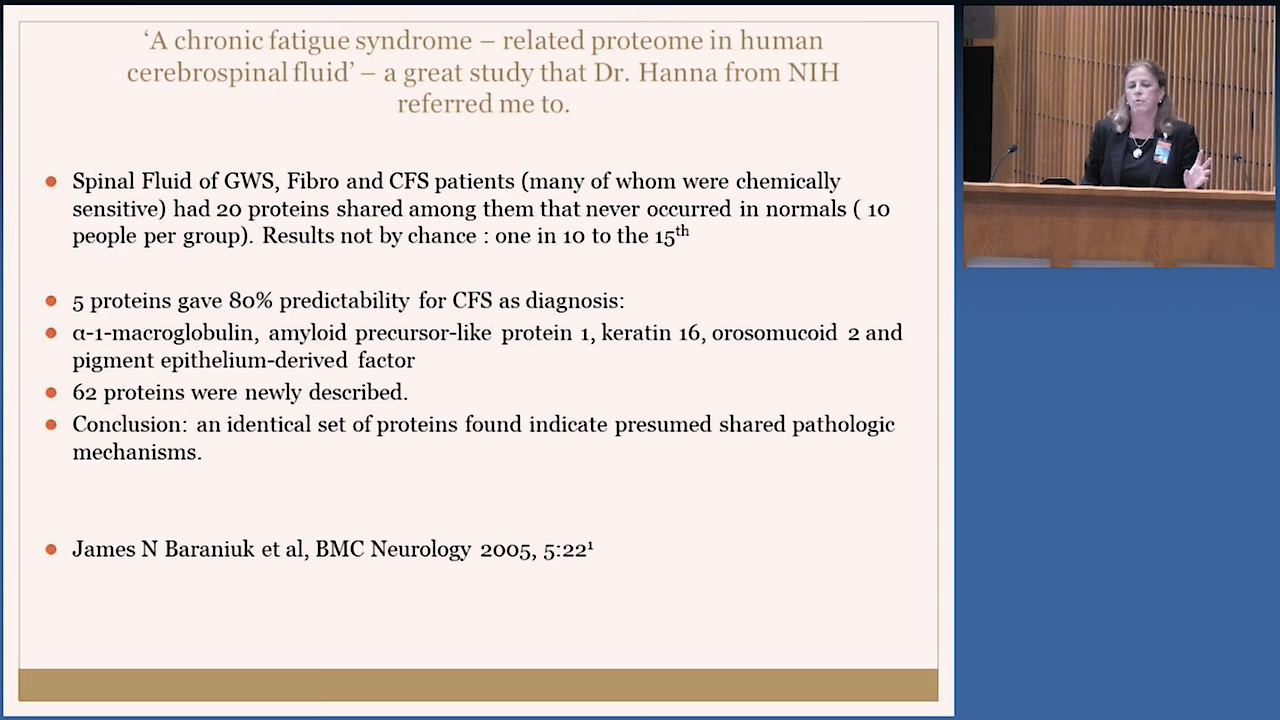 ‘A chronic fatigue syndrome – related proteome in human
cerebrospinal fluid’ – a great study that Dr. Hanna from NIH
referred me to.
Spinal Fluid of GWS, Fibro and CFS patients (many of whom were chemically
sensitive) had 20 proteins shared among them that never occurred in normals ( 10
people per group). Results not by chance : one in 10 to the 15th
5 proteins gave 80% predictability for CFS as diagnosis:
α-1-macroglobulin, amyloid precursor-like protein 1, keratin 16, orosomucoid 2 and
pigment epithelium-derived factor
62 proteins were newly described.
Conclusion: an identical set of proteins found indicate presumed shared pathologic
mechanisms.
James N Baraniuk et al, BMC Neurology 2005, 5:22¹